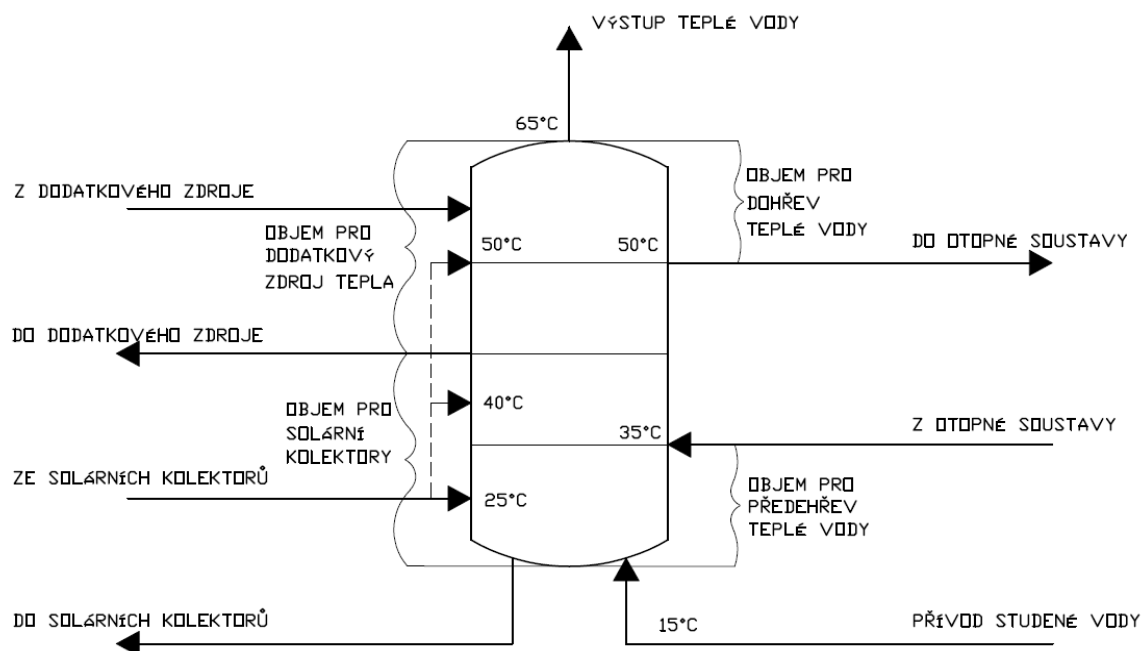 VÝSTUP TEPLÉ VODY
65°C
Z DODATKOVÉHO ZDROJE
OBJEM PRO
DODATKOVÝ
ZDROJ TEPLA
50°C
50°C
OBJEM PRO
DOHŘEV
TEPLÉ VODY
DO OTOPNÉ SOUSTAVY
DO DODATKOVÉHO ZDROJE
OBJEM PRO
SOLÁRNÍ
KOLEKTORY
40°C
35°C
Z OTOPNÉ SOUSTAVY
ZE SOLÁRNÍCH KOLEKTORŮ
25°C
OBJEM PRO
PŘEDEHŘEV
TEPLÉ VODY
DO SOLÁRNÍCH KOLEKTORŮ
15°C
PŘÍVOD STUDENÉ VODY